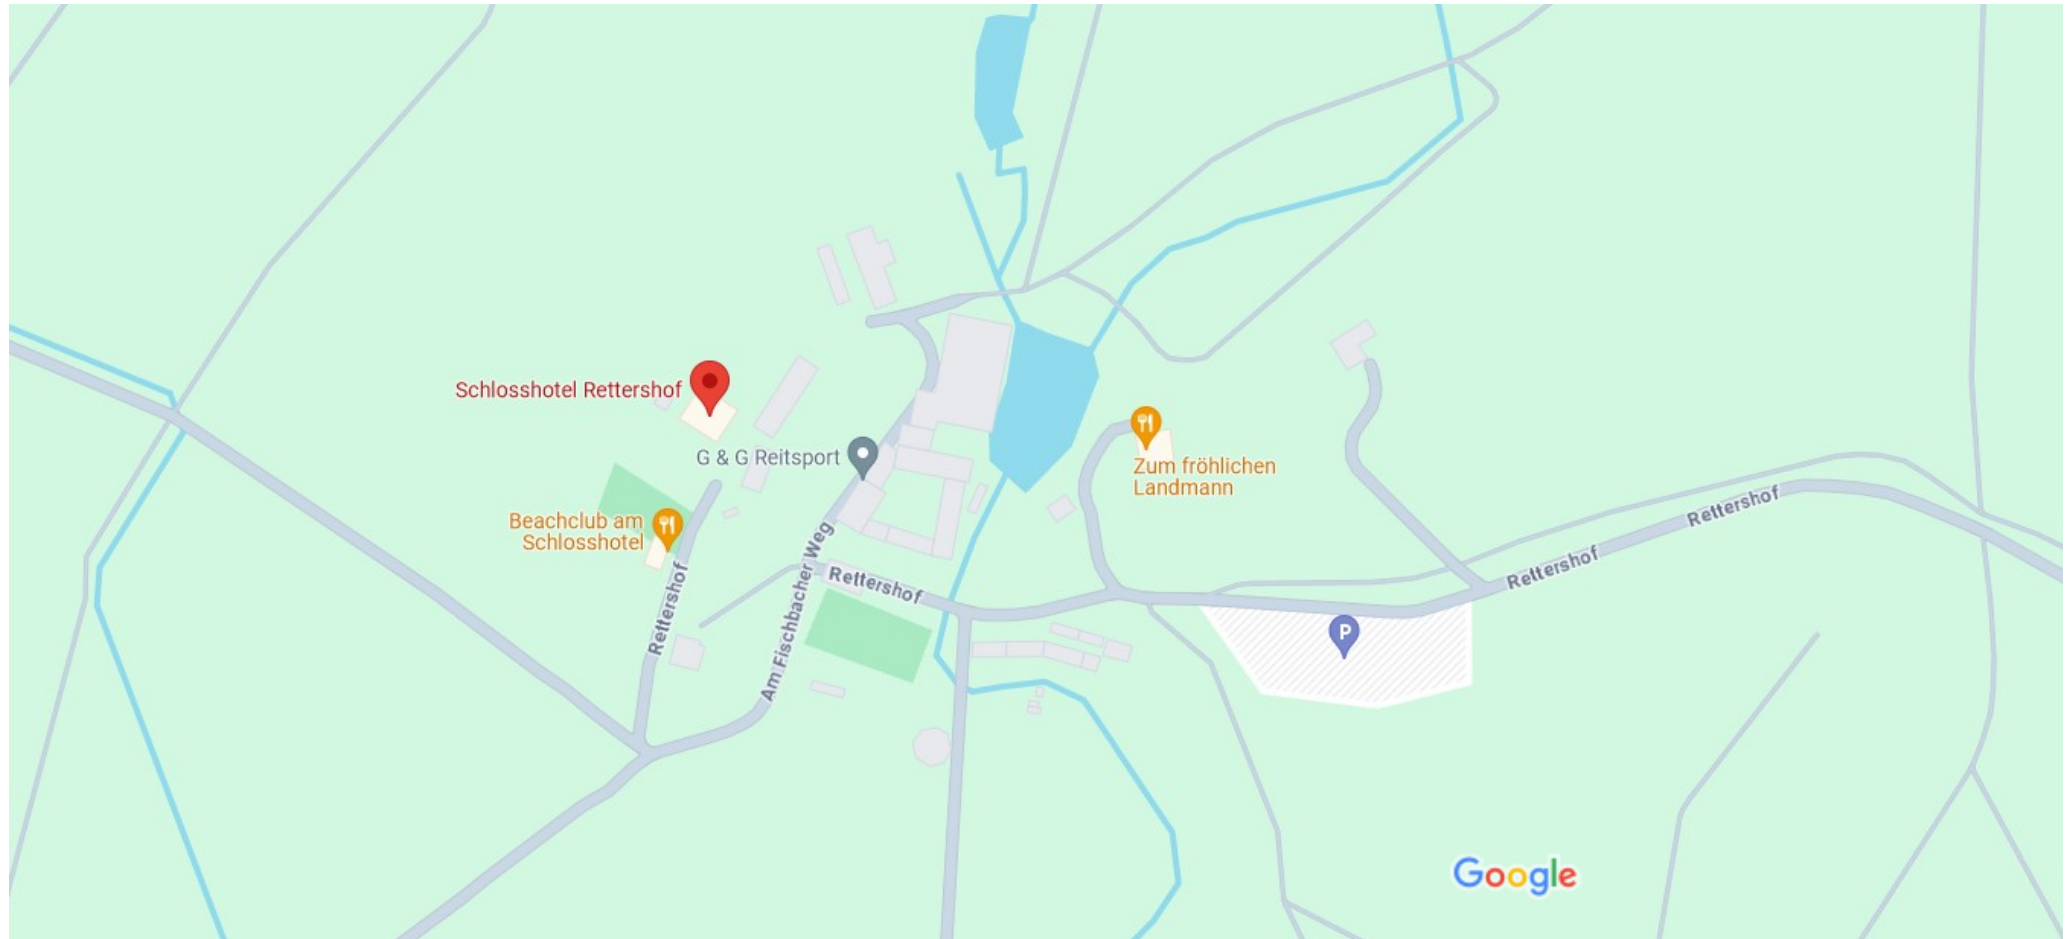 Schlosshotel Rettershof
G & G Reitsport
Zum fröhlichen
Landmann
Beachclub am
Schlosshotel
Rettershof
Rettershof
Rettershof
Rettershof
Am Fischbacher Weg
P
Google